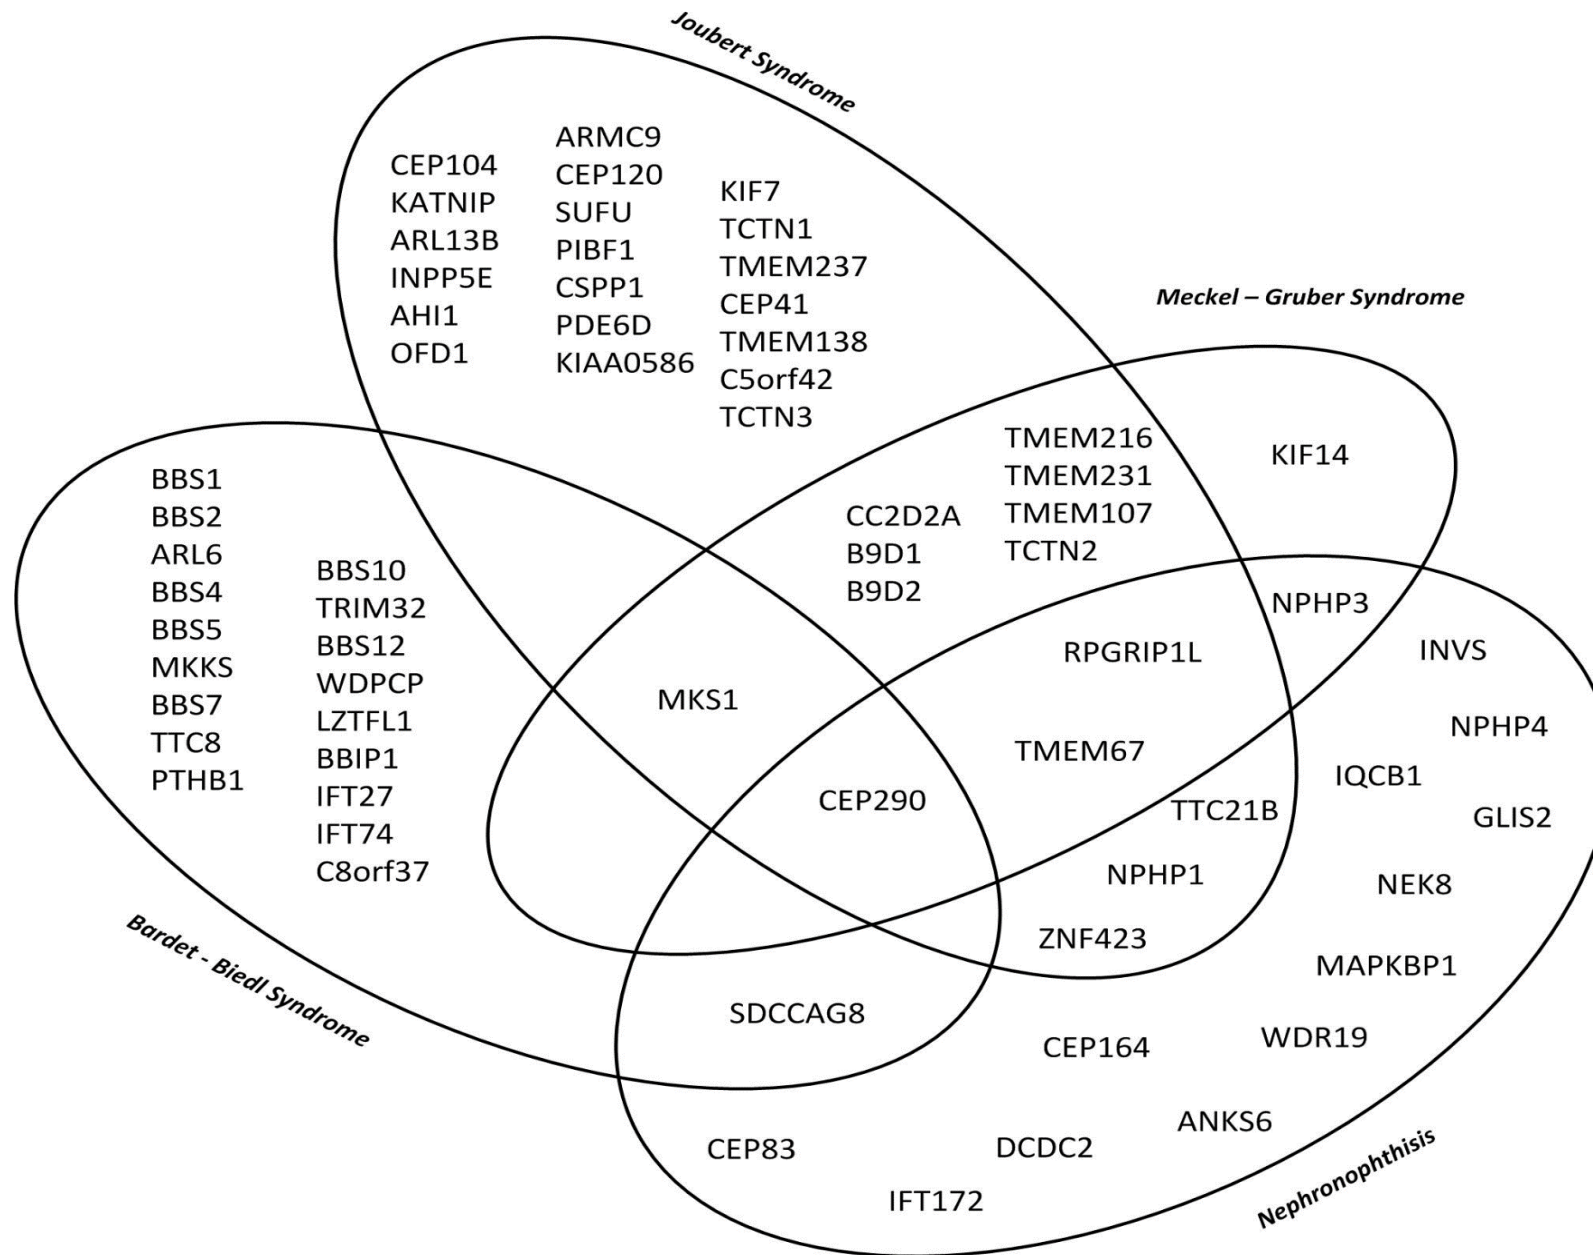 Joubert Syndrome
CEP104
KATNIP
ARL13B
INPP5E
AHI1
OFD1
ARMC9
CEP120
SUFU
PIBF1
CSPP1
PDE6D
KIAA0586
KIF7
TCTN1
TMEM237
CEP41
TMEM138
C5orf42
TCTN3
Meckel – Gruber Syndrome
TMEM216
TMEM231
TMEM107
TCTN2
CC2D2A
B9D1
B9D2
KIF14
BBS1
BBS2
ARL6
BBS4
BBS5
MKKS
BBS7
TTC8
PTHB1
BBS10
TRIM32
BBS12
WDPCP
LZTFL1
BBIP1
IFT27
IFT74
C8orf37
Bardet - Biedl Syndrome
MKS1
CEP290
RPGRIP1L
TMEM67
NPHP3
TTC21B
NPHP1
ZNF423
SDCCAG8
INVS
NPHP4
IQCB1
GLIS2
NEK8
MAPKBP1
WDR19
CEP164
ANKS6
DCDC2
CEP83
IFT172
Nephronophthisis